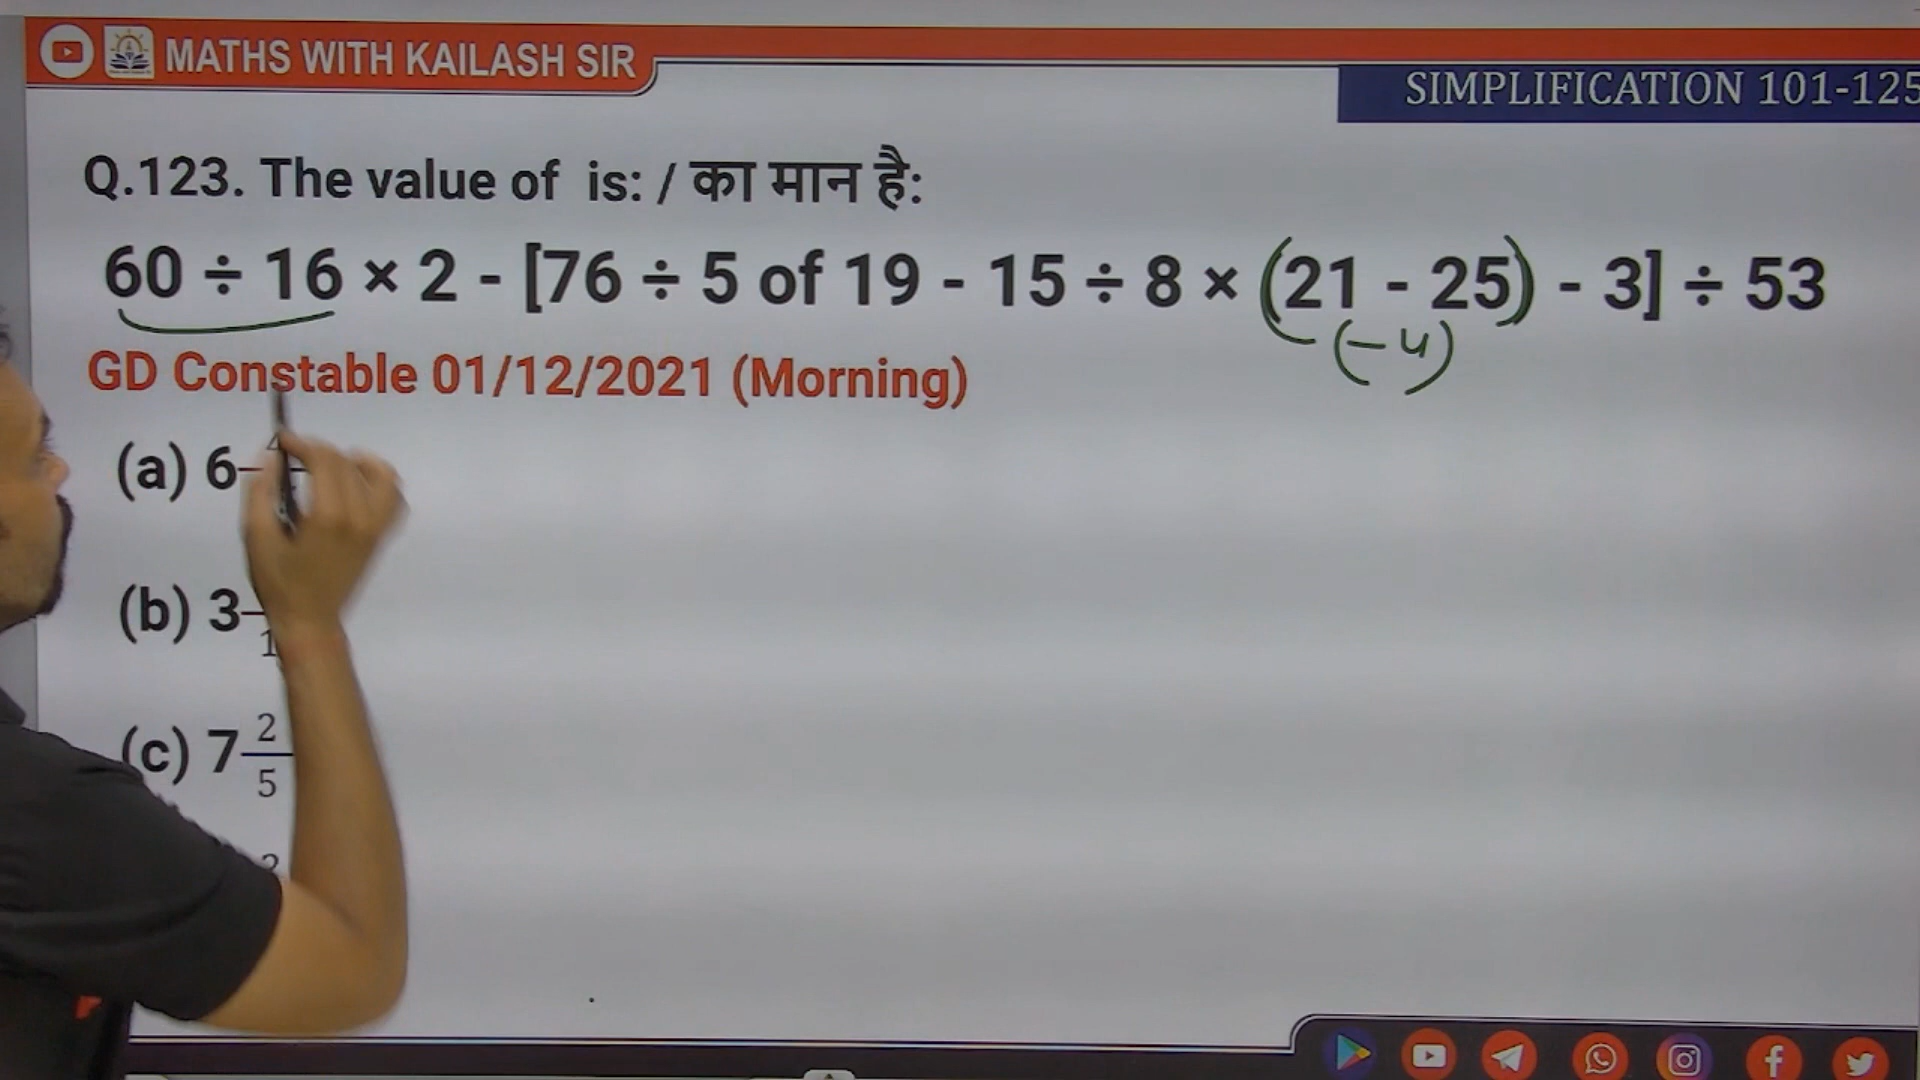 MATHS WITH KAILASH SIR
SIMPLIFICATION 101-125
Q.123. The value of is: / का मान है:
60 ÷ 16 × 2 - [76 ÷ 5 of 19 - 15 ÷ 8 × (21 - 25) - 3] ÷ 53
(-4)
GD Constable 01/12/2021 (Morning)
(a) 6
(b) 3
(c) 7 2/5